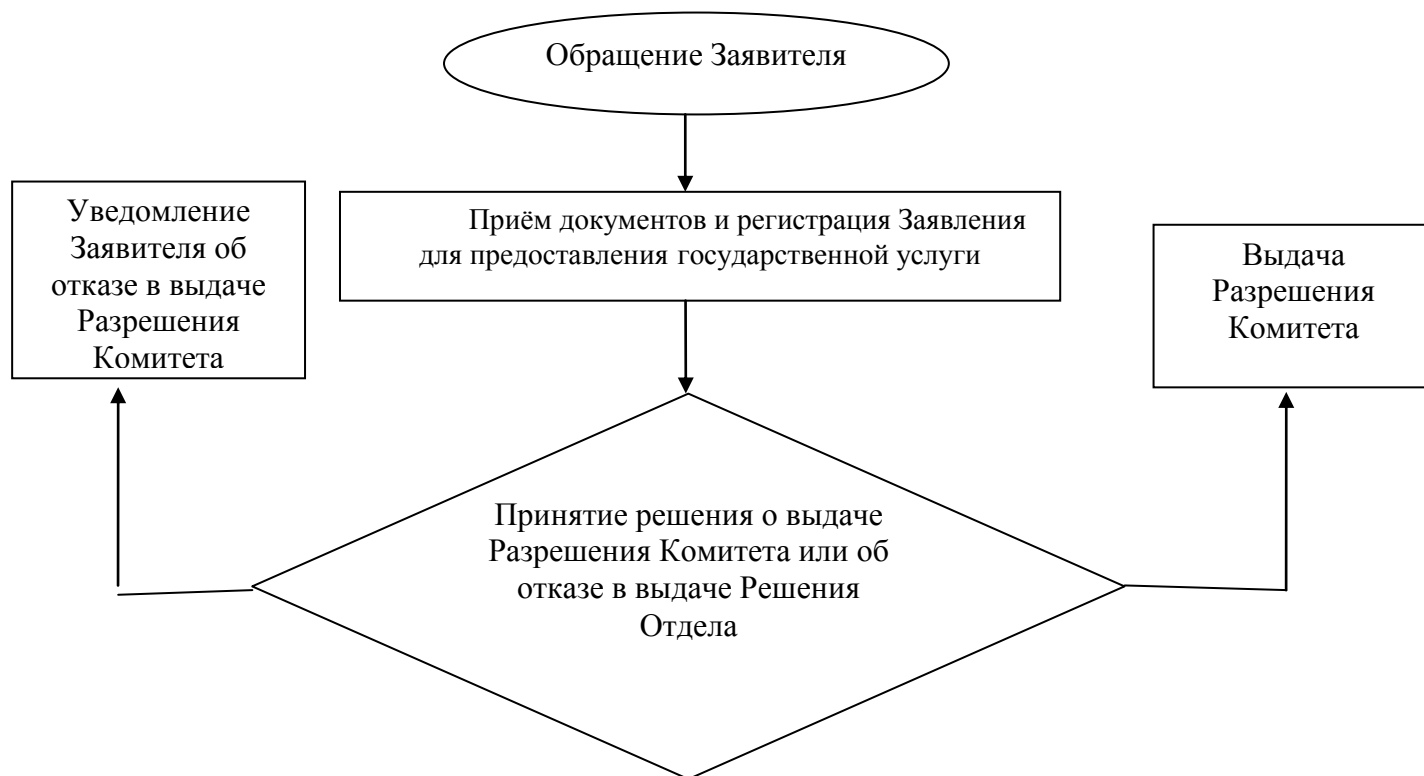 Обращение Заявителя
Уведомление
Заявителя об
отказе в выдаче
Разрешения
Комитета
Приём документов и регистрация Заявления
для предоставления государственной услуги
Выдача
Разрешения
Комитета
Принятие решения о выдаче
Разрешения Комитета или об
отказе в выдаче Решения
Отдела